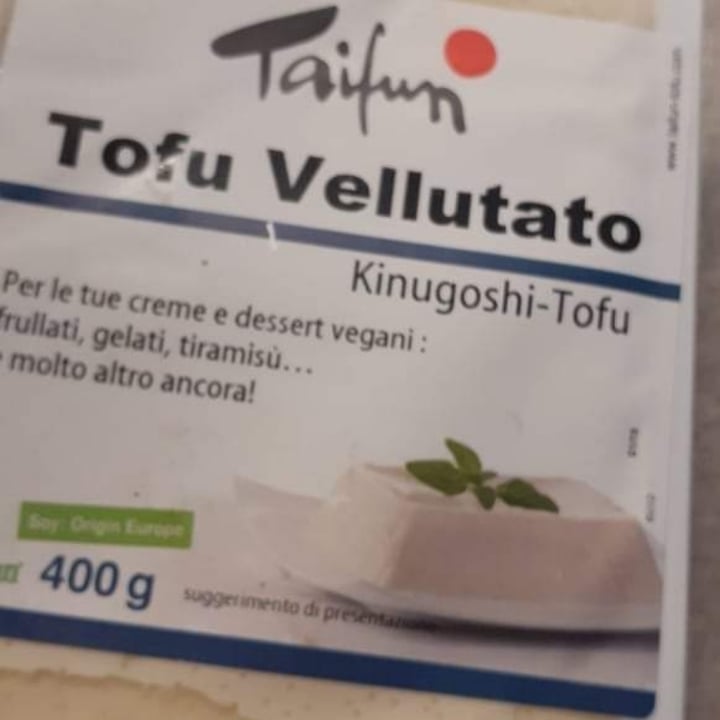 Taifun
Tofu Vellutato
Kinugoshi-Tofu
Per le tue creme e dessert vegani :
frullati, gelati, tiramisù...
molto altro ancora!
Soy: Origin Europe
400 g
suggerimento di presentazione